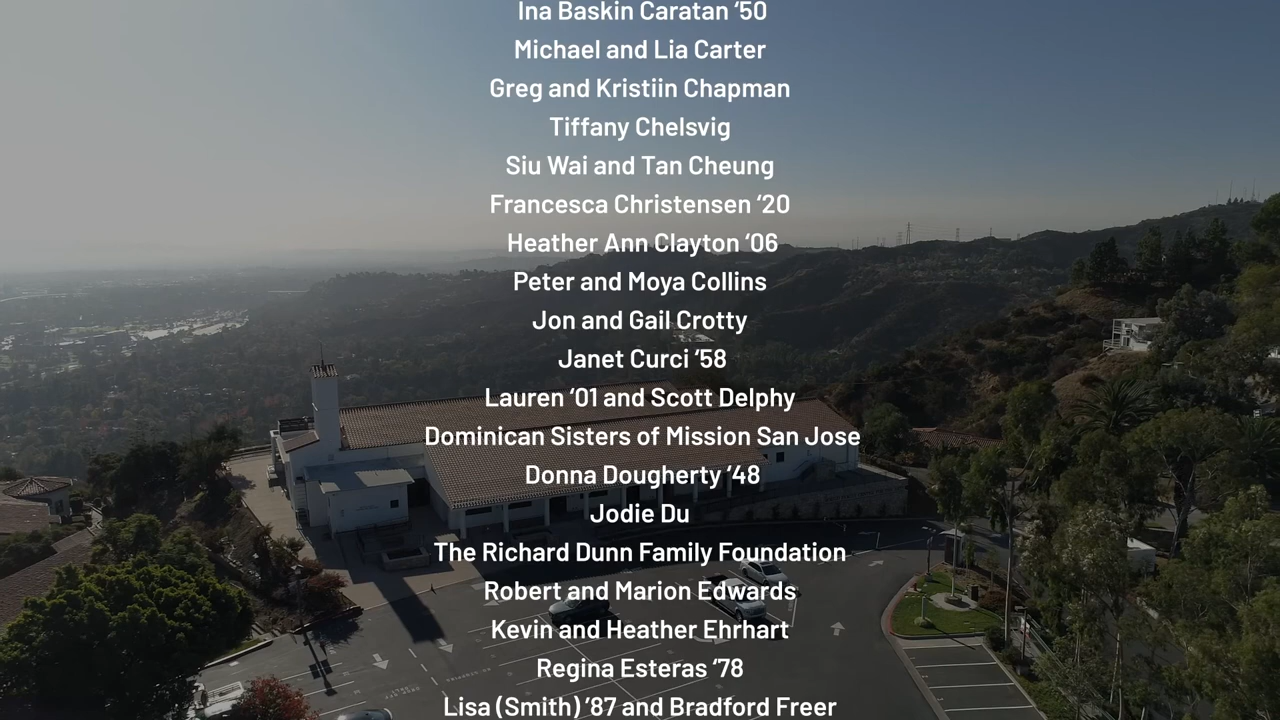 Ina Baskin Caratan ‘50
Michael and Lia Carter
Greg and Kristiin Chapman
Tiffany Chelsvig
Siu Wai and Tan Cheung
Francesca Christensen ‘20
Heather Ann Clayton ‘06
Peter and Moya Collins
Jon and Gail Crotty
Janet Curci ‘58
Lauren ‘01 and Scott Delphy
Dominican Sisters of Mission San Jose
Donna Dougherty ‘48
Jodie Du
The Richard Dunn Family Foundation
Robert and Marion Edwards
Kevin and Heather Ehrhart
Regina Esteras ‘78
Lisa (Smith) ‘87 and Bradford Freer